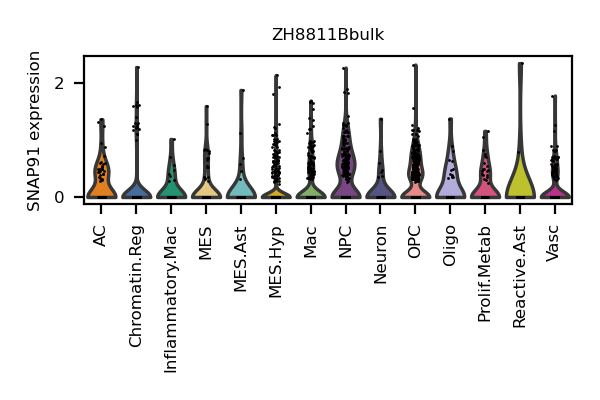 ZH8811Bbulk
SNAP91 expression
2
0
AC
Chromatin.Reg
Inflammatory.Mac
MES
MES.Ast
MES.Hyp
Mac
NPC
Neuron
OPC
Oligo
Prolif.Metab
Reactive.Ast
Vasc